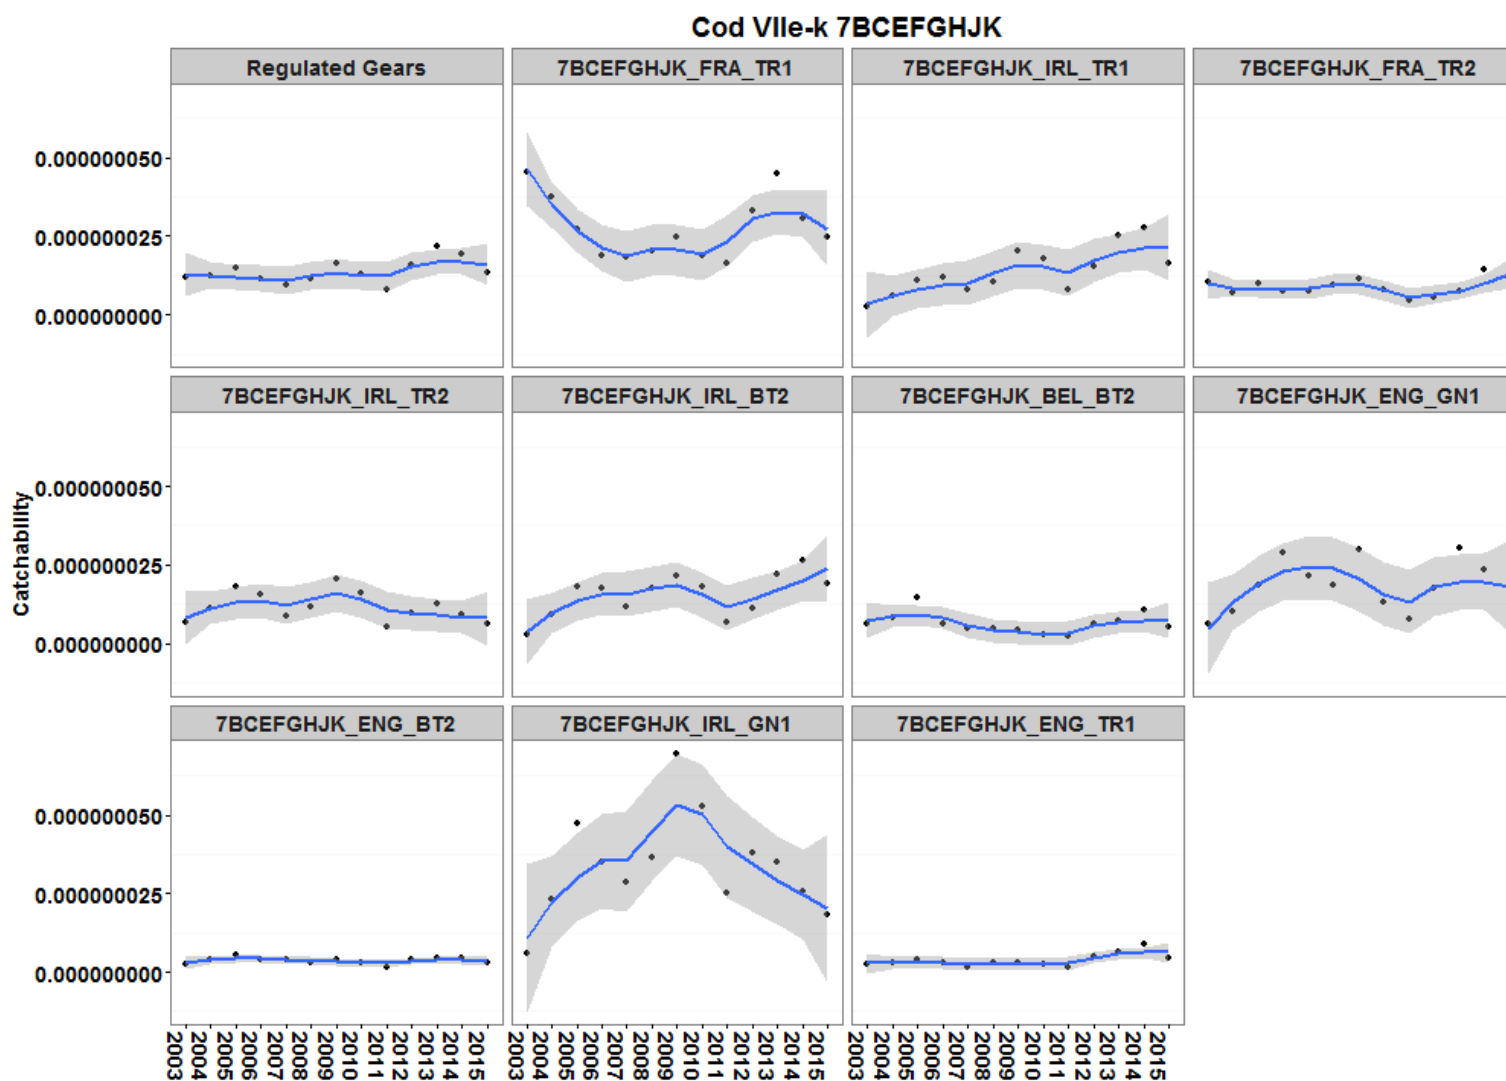 Cod VIIe-k 7BCEFGHJK
Regulated Gears
7BCEFGHJK_FRA_TR1
7BCEFGHJK_IRL_TR1
7BCEFGHJK_FRA_TR2
0.000000050
0.000000025
0.000000000
7BCEFGHJK_IRL_TR2
7BCEFGHJK_IRL_BT2
7BCEFGHJK_BEL_BT2
7BCEFGHJK_ENG_GN1
Catchability
0.000000050
0.000000025
0.000000000
7BCEFGHJK_ENG_BT2
7BCEFGHJK_IRL_GN1
7BCEFGHJK_ENG_TR1
0.000000050
0.000000025
0.000000000
2003 2004 2005 2006 2007 2008 2009 2010 2011 2012 2013 2014 2015
2003 2004 2005 2006 2007 2008 2009 2010 2011 2012 2013 2014 2015
2003 2004 2005 2006 2007 2008 2009 2010 2011 2012 2013 2014 2015